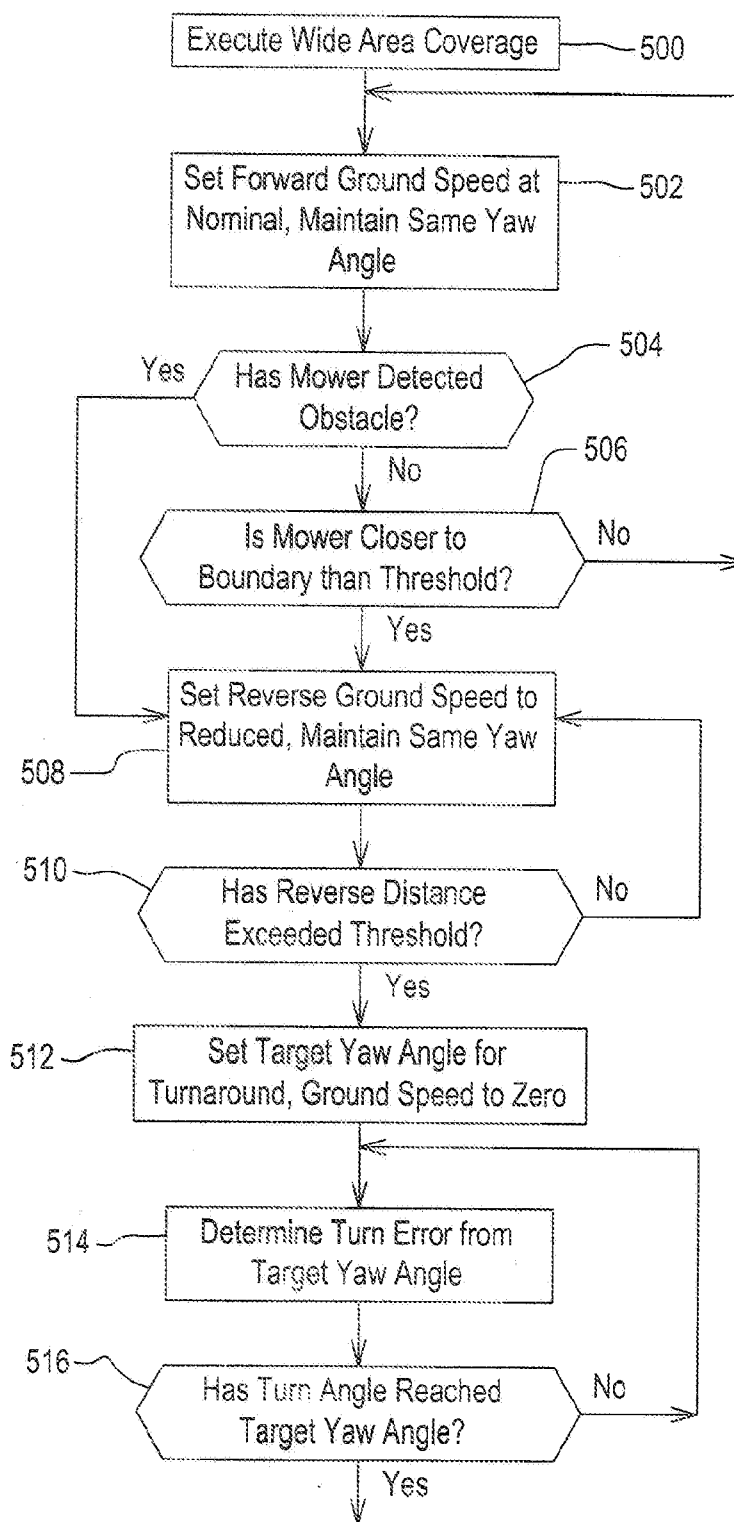 Execute Wide Area Coverage
500
Set Forward Ground Speed at
Nominal, Maintain Same Yaw
Angle
502
Has Mower Detected
Obstacle?
504
Yes
No
Is Mower Closer to
Boundary than Threshold?
506
No
Yes
Set Reverse Ground Speed to
Reduced, Maintain Same Yaw
Angle
508
Has Reverse Distance
Exceeded Threshold?
510
No
Yes
Set Target Yaw Angle for
Turnaround, Ground Speed to Zero
512
Determine Turn Error from
Target Yaw Angle
514
Has Turn Angle Reached
Target Yaw Angle?
516
No
Yes